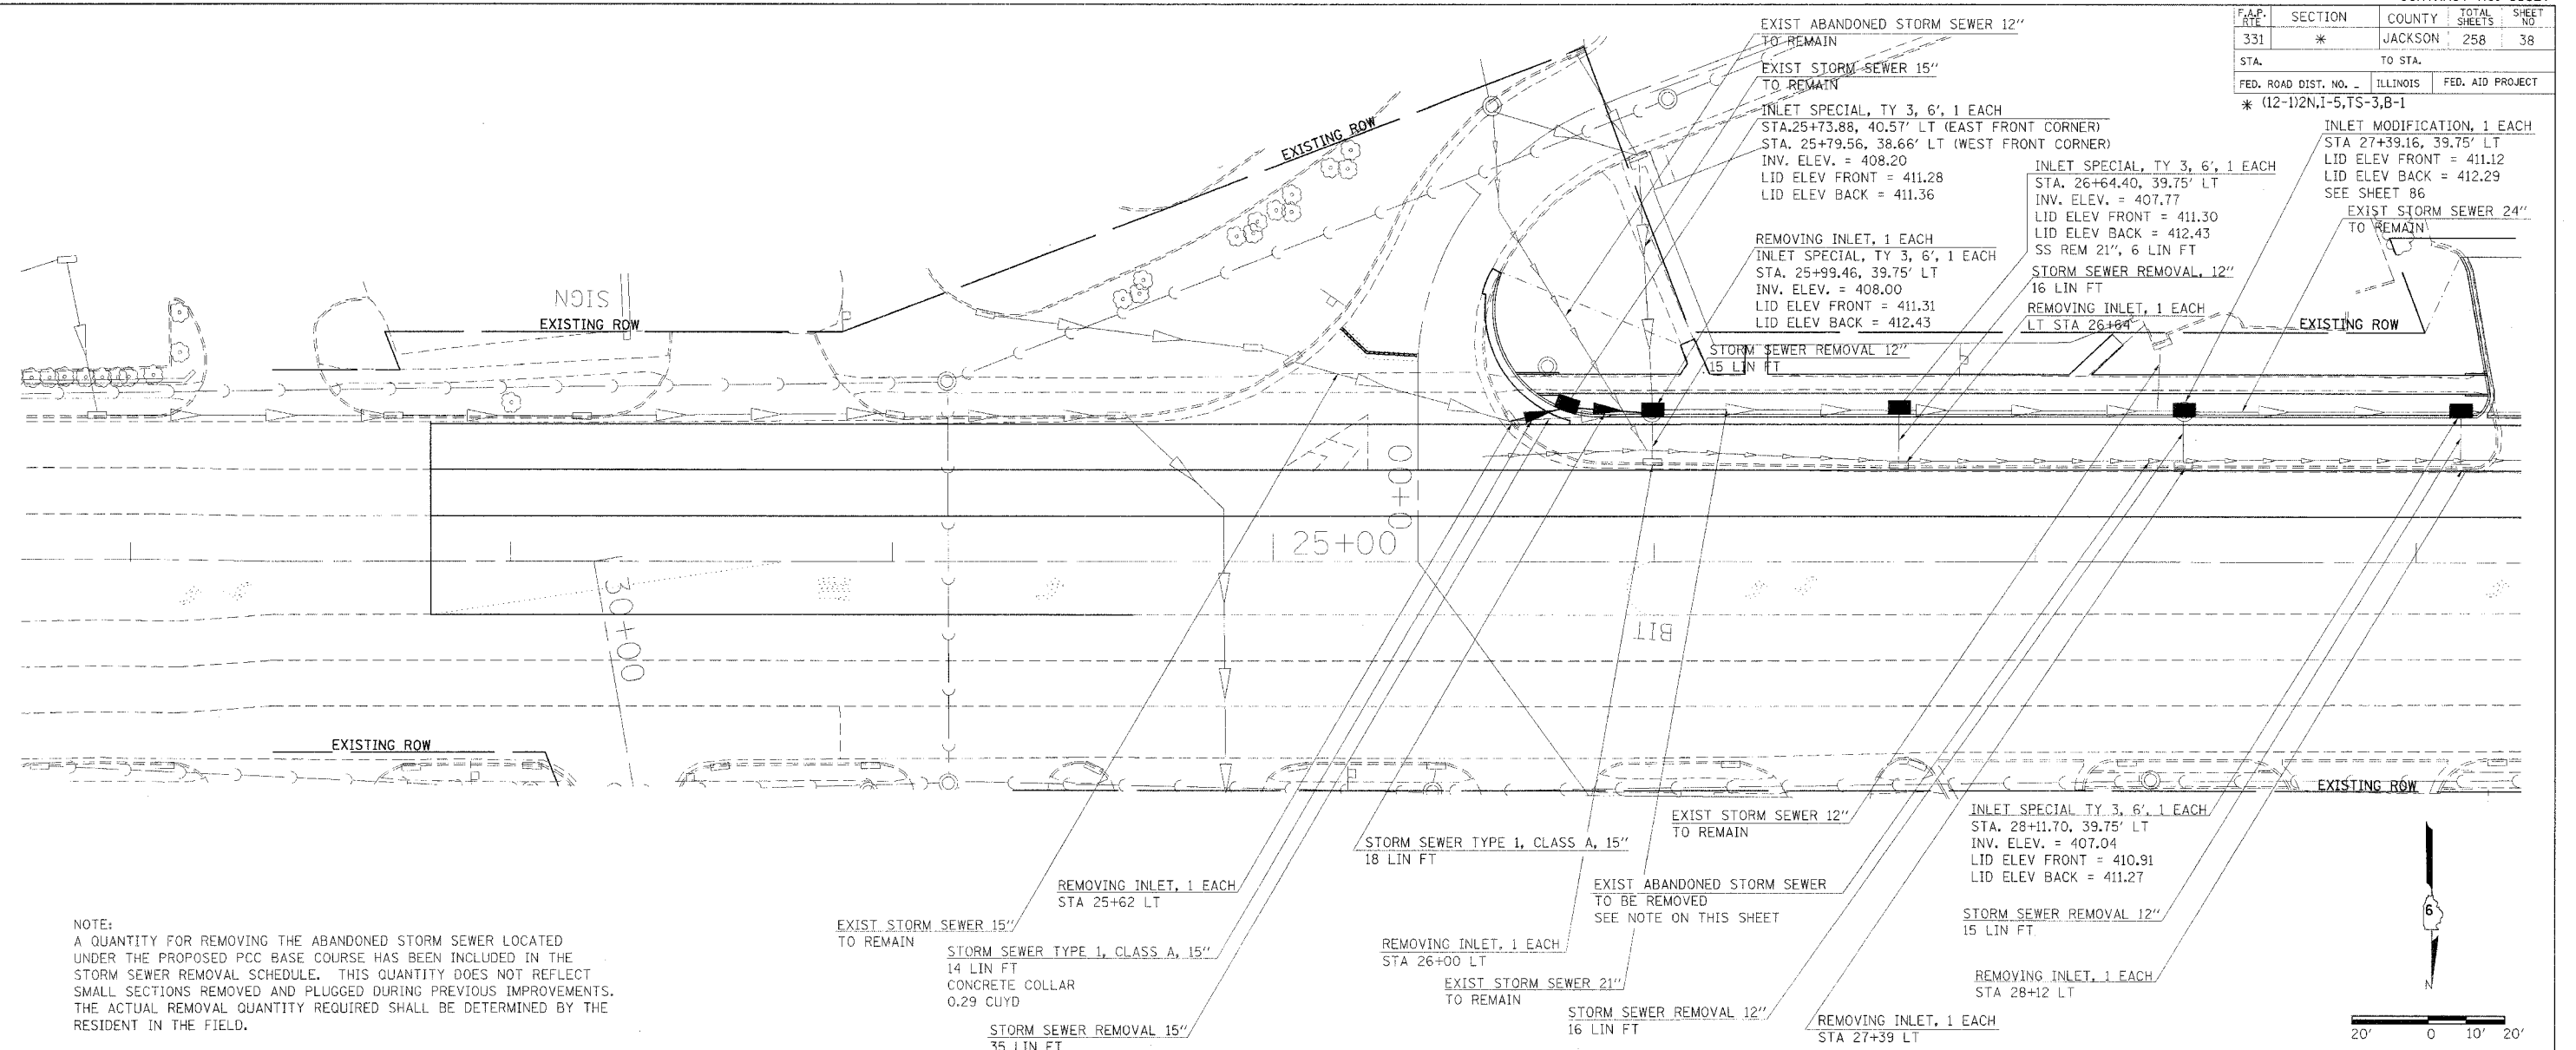 F.A.P. RTE SECTION COUNTY TOTAL SHEETS SHEET NO
331 * JACKSON 258 38
STA. TO STA.
FED. ROAD DIST. NO. _ ILLINOIS FED. AID PROJECT
* (12-1)2N,I-5,TS-3,B-1
EXIST ABANDONED STORM SEWER 12"
TO REMAIN
EXIST STORM SEWER 15"
TO REMAIN
INLET SPECIAL, TY 3, 6', 1 EACH
STA.25+73.88, 40.57' LT (EAST FRONT CORNER)
STA. 25+79.56, 38.66' LT (WEST FRONT CORNER)
INV. ELEV. = 408.20
LID ELEV FRONT = 411.28
LID ELEV BACK = 411.36
REMOVING INLET, 1 EACH
INLET SPECIAL, TY 3, 6', 1 EACH
STA. 25+99.46, 39.75' LT
INV. ELEV. = 408.00
LID ELEV FRONT = 411.31
LID ELEV BACK = 412.43
STORM SEWER REMOVAL 12"
15 LIN FT
INLET SPECIAL, TY 3, 6', 1 EACH
STA. 26+64.40, 39.75' LT
INV. ELEV. = 407.77
LID ELEV FRONT = 411.30
LID ELEV BACK = 412.43
SS REM 21", 6 LIN FT
STORM SEWER REMOVAL, 12"
16 LIN FT
REMOVING INLET, 1 EACH
LT STA 26+64
INLET MODIFICATION, 1 EACH
STA 27+39.16, 39.75' LT
LID ELEV FRONT = 411.12
LID ELEV BACK = 412.29
SEE SHEET 86
EXIST STORM SEWER 24"
TO REMAIN
EXISTING ROW
SIGN
EXISTING ROW
EXISTING ROW
0+00
25+00
30+00
BIT
EXISTING ROW
EXISTING ROW
EXIST STORM SEWER 12"
TO REMAIN
INLET SPECIAL TY 3, 6', 1 EACH
STA. 28+11.70, 39.75' LT
INV. ELEV. = 407.04
LID ELEV FRONT = 410.91
LID ELEV BACK = 411.27
STORM SEWER TYPE 1, CLASS A, 15"
18 LIN FT
REMOVING INLET, 1 EACH
STA 25+62 LT
EXIST ABANDONED STORM SEWER
TO BE REMOVED
SEE NOTE ON THIS SHEET
EXIST STORM SEWER 15"
TO REMAIN
STORM SEWER TYPE 1, CLASS A, 15"
14 LIN FT
CONCRETE COLLAR
0.29 CUYD
STORM SEWER REMOVAL 15"
35 LIN FT
REMOVING INLET, 1 EACH
STA 26+00 LT
EXIST STORM SEWER 21"
TO REMAIN
STORM SEWER REMOVAL 12"
16 LIN FT
STORM SEWER REMOVAL 12"
15 LIN FT
REMOVING INLET, 1 EACH
STA 28+12 LT
REMOVING INLET, 1 EACH
STA 27+39 LT
NOTE:
A QUANTITY FOR REMOVING THE ABANDONED STORM SEWER LOCATED
UNDER THE PROPOSED PCC BASE COURSE HAS BEEN INCLUDED IN THE
STORM SEWER REMOVAL SCHEDULE. THIS QUANTITY DOES NOT REFLECT
SMALL SECTIONS REMOVED AND PLUGGED DURING PREVIOUS IMPROVEMENTS.
THE ACTUAL REMOVAL QUANTITY REQUIRED SHALL BE DETERMINED BY THE
RESIDENT IN THE FIELD.
6
N
20' 0 10' 20'